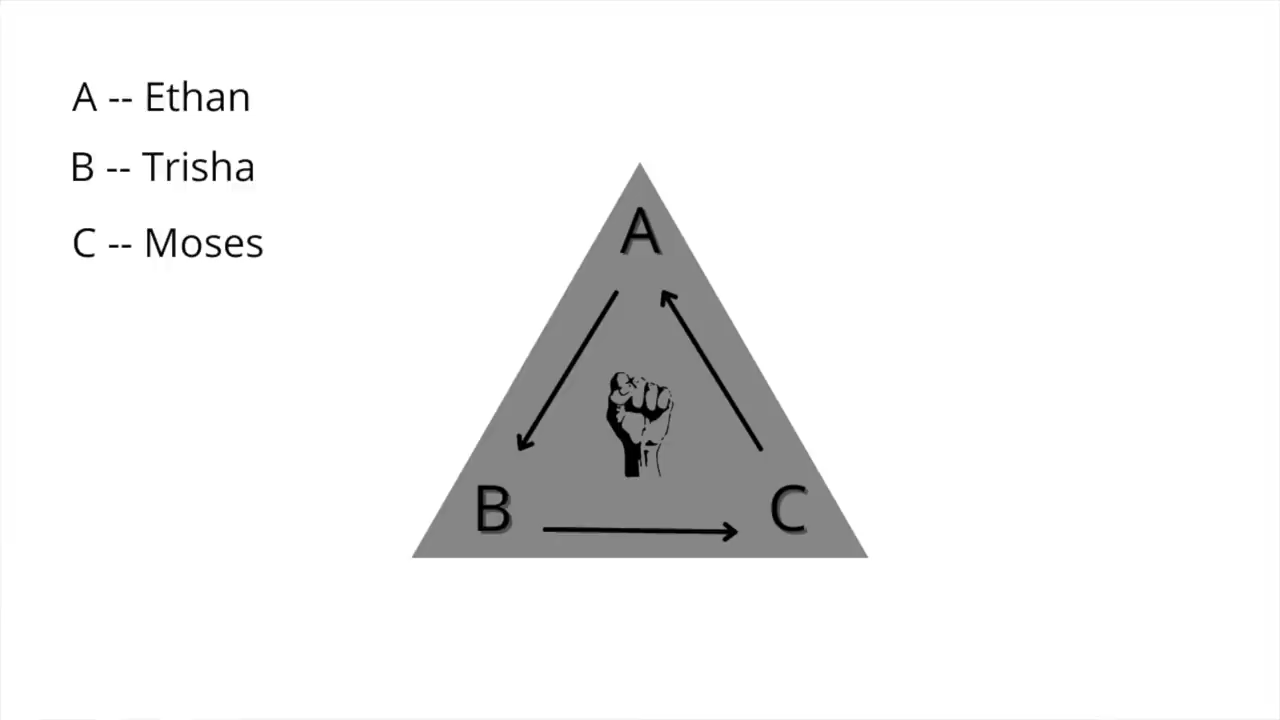 A -- Ethan
B -- Trisha
C -- Moses
A
B
C